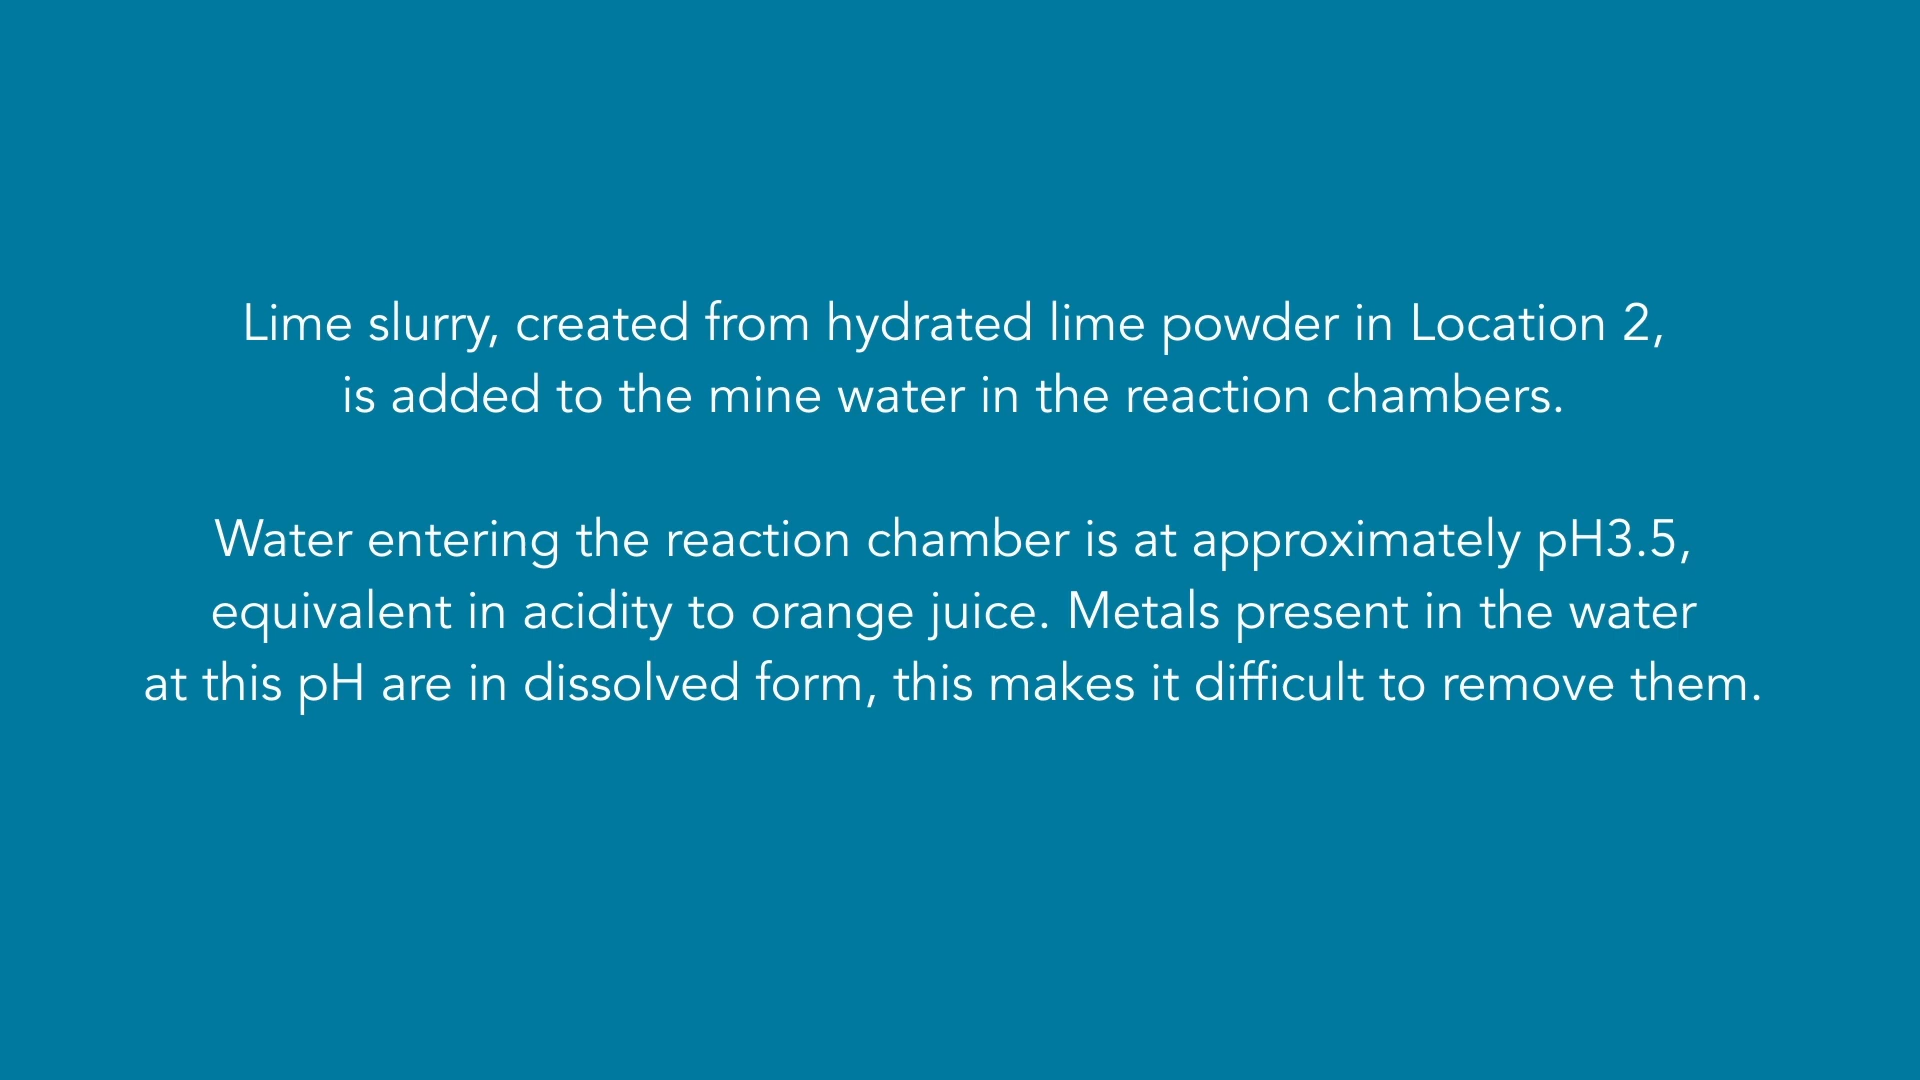 Lime slurry, created from hydrated lime powder in Location 2,
is added to the mine water in the reaction chambers.
Water entering the reaction chamber is at approximately pH3.5,
equivalent in acidity to orange juice. Metals present in the water
at this pH are in dissolved form, this makes it difficult to remove them.